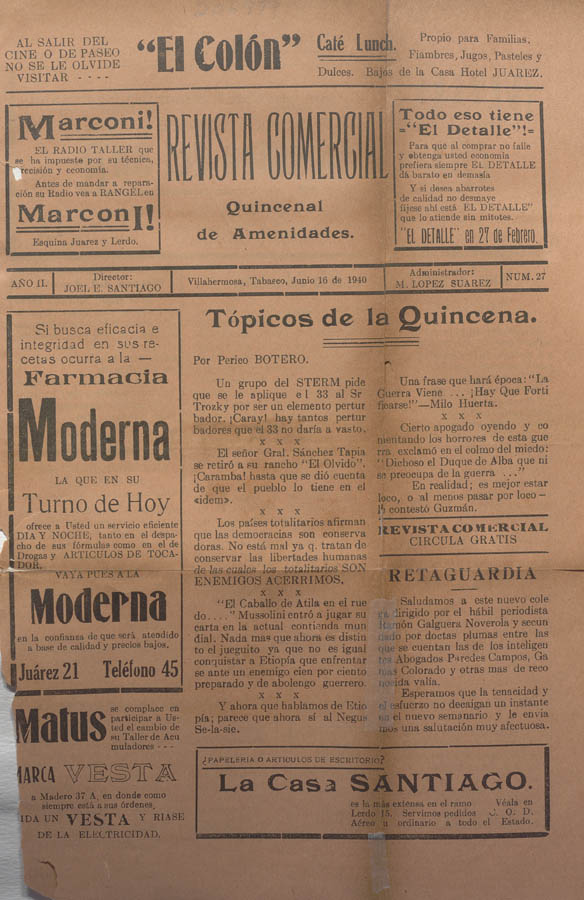 AL SALIR DEL
CINE O DE PASEO
NO SE LE OLVIDE
VISITAR - - - -
"El Colón"
Café Lunch.
Propio para Familias.
Fiambres, Jugos, Pasteles y
Dulces. Bajos de la Casa Hotel JUAREZ.
Marconi!
EL RADIO TALLER que
se ha impuesto por su técnica,
precisión y economía.
Antes de mandar a repara-
ción su Radio vea a RANGEL en
MarconI!
Esquina Juarez y Lerdo.
REVISTA COMERCIAL
Quincenal
de Amenidades.
Todo eso tiene
="El Detalle"!=
Para que al comprar no falle
y obtenga usted economía
prefiera siempre EL DETALLE
dá barato en demasía
Y si desea abarrotes
de calidad no desmaye
fijese ahí está EL DETALLE"
que lo atiende sin mitotes.
"EL DETALLE" en 27 de Febrero.
AÑO II.
Director:
JOEL E. SANTIAGO
Villahermosa, Tabasco, Junio 16 de 1940
Administrador:
M. LOPEZ SUAREZ
NUM. 27
Si busca eficacia e
integridad en sus re-
cetas ocurra a la —
Farmacia
Moderna
LA QUE EN SU
Turno de Hoy
ofrece a Usted un servicio eficiente
DIA Y NOCHE, tanto en el despa-
cho de sus fórmulas como en el de
Drogas y ARTICULOS DE TOCA-
DOR.
VAYA PUES A LA
Moderna
en la confianza de que será atendido
a base de calidad y precios bajos.
Juárez 21 Teléfono 45
Matus
se complace en
participar a Us-
ted el cambio de
su Taller de Acu
muladores - - -
MARCA VESTA
a Madero 37 A, en donde como
siempre está a sus órdenes.
IDA UN VESTA Y RIASE
DE LA ELECTRICIDAD.
Tópicos de la Quincena.
Por Perico BOTERO.
Un grupo del STERM pide
que se le aplique el 33 al Sr
Trozky por ser un elemento pertur
bador. ¡Caray! hay tantos pertur
badores que el 33 no daría a vasto.
x x x
El señor Gral. Sánchez Tapia
se retiró a su rancho "El Olvido".
¡Caramba! hasta que se dió cuenta
de que el pueblo lo tiene en el
«idem».
x x x
Los países totalitarios afirman
que las democracias son conserva
doras. No está mal ya q. tratan de
conservar las libertades humanas
de las cuales los totalitarios SON
ENEMIGOS ACERRIMOS.
x x x
"El Caballo de Atila en el rue
do...." Mussolini entró a jugar su
carta en la actual contienda mun
dial. Nada mas que ahora es distin
to el jueguito ya que no es igual
conquistar a Etiopía que enfrentar
se ante un enemigo cien por ciento
preparado y de abolengo guerrero.
x x x
Y ahora que hablamos de Etio
pía; parece que ahora si al Negus
Se-la-sie.
Una frase que hará época: "La
Guerra Viene ... ¡Hay Que Forti
ficarse!"—Milo Huerta.
x x x
Cierto apogado oyendo y co
mentando los horrores de esta gue
rra, exclamó en el colmo del miedo:
"Dichoso el Duque de Alba que ni
se preocupa de la guerra ..."
En realidad; es mejor estar
loco, o al menos pasar por loco—
le contestó Guzmán.
REVISTA COMERCIAL
CIRCULA GRATIS
RETAGUARDIA
Saludamos a este nuevo cole
ga dirigido por el hábil periodista
Ramón Galguera Noverola y secun
dado por doctas plumas entre las
que se cuentan las de los inteligen
tes Abogados Paredes Campos, Ga
mas Colorado y otras mas de reco
nocida valía.
Esperamos que la tenacidad y
el esfuerzo no decaigan un instante
en el nuevo semanario y le envia
mos una salutación muy afectuosa.
¿PAPELERIA O ARTICULOS DE ESCRITORIO?
La Casa SANTIAGO.
es la más extensa en el ramo Véala en
Lerdo 15. Servimos pedidos C. O. D.
Aéreo u ordinario a todo el Estado.